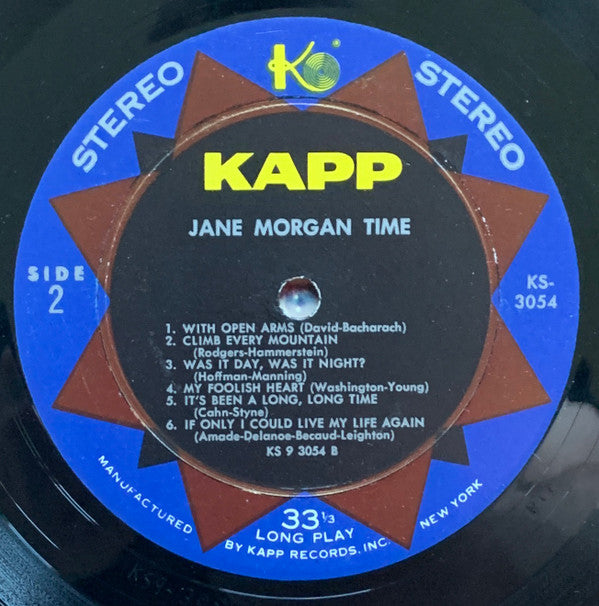 K
STEREO
STEREO
KAPP
JANE MORGAN TIME
SIDE
2
KS-
3054
1. WITH OPEN ARMS (David-Bacharach)
2. CLIMB EVERY MOUNTAIN
(Rodgers-Hammerstein)
3. WAS IT DAY, WAS IT NIGHT?
(Hoffman-Manning)
4. MY FOOLISH HEART (Washington-Young)
5. IT'S BEEN A LONG, LONG TIME
(Cahn-Styne)
6. IF ONLY I COULD LIVE MY LIFE AGAIN
(Amade-Delanoe-Becaud-Leighton)
KS 9 3054 B
33 1/3
LONG PLAY
MANUFACTURED BY KAPP RECORDS, INC. NEW YORK